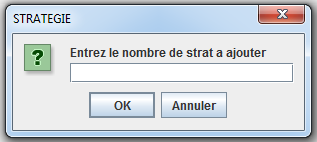 STRATEGIE
Entrez le nombre de strat a ajouter
OK Annuler